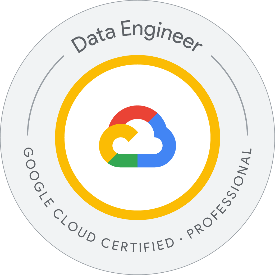 Data Engineer
GOOGLE CLOUD CERTIFIED · PROFESSIONAL